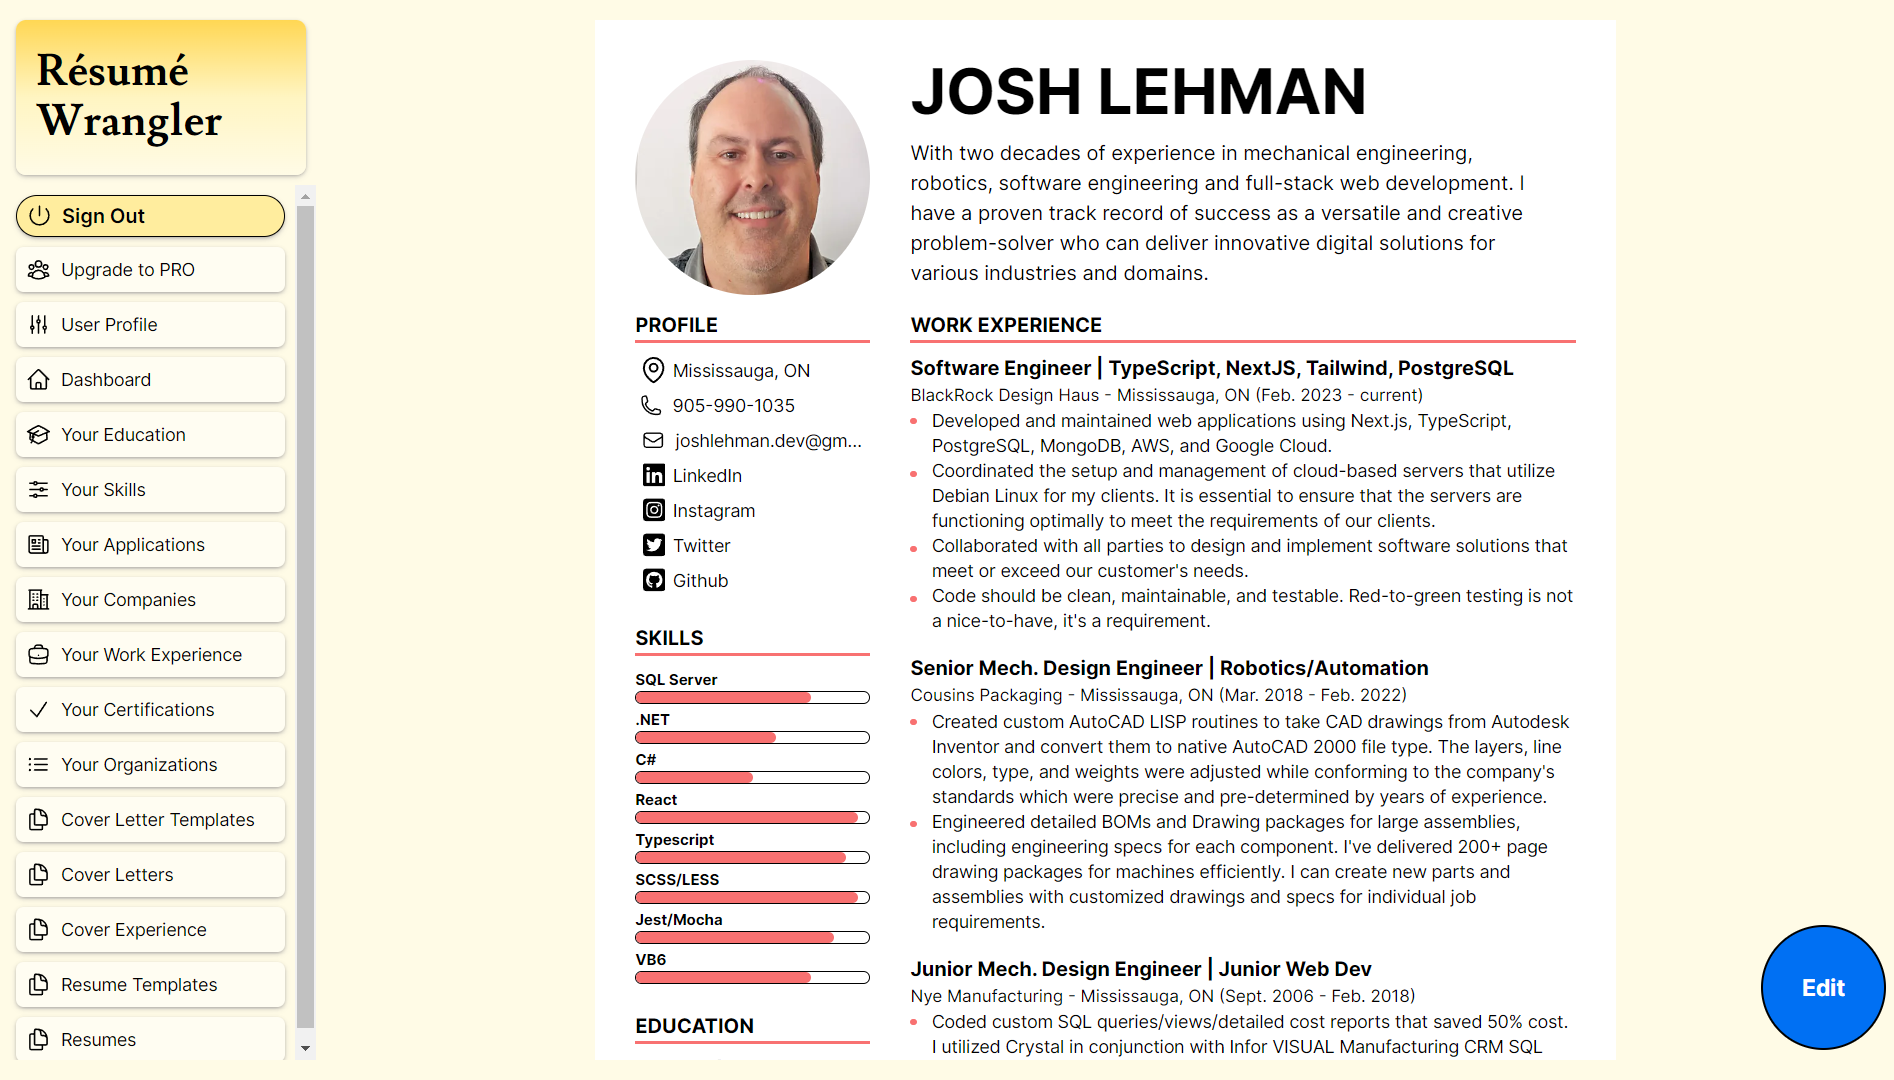 Résumé
Wrangler
Sign Out
Upgrade to PRO
User Profile
Dashboard
Your Education
Your Skills
Your Applications
Your Companies
Your Work Experience
Your Certifications
Your Organizations
Cover Letter Templates
Cover Letters
Cover Experience
Resume Templates
Resumes
PROFILE
Mississauga, ON
905-990-1035
joshlehman.dev@gm...
LinkedIn
Instagram
Twitter
Github
SKILLS
SQL Server
.NET
C#
React
Typescript
SCSS/LESS
Jest/Mocha
VB6
EDUCATION
JOSH LEHMAN
With two decades of experience in mechanical engineering,
robotics, software engineering and full-stack web development. I
have a proven track record of success as a versatile and creative
problem-solver who can deliver innovative digital solutions for
various industries and domains.
WORK EXPERIENCE
Software Engineer | TypeScript, NextJS, Tailwind, PostgreSQL
BlackRock Design Haus - Mississauga, ON (Feb. 2023 - current)
Developed and maintained web applications using Next.js, TypeScript,
PostgreSQL, MongoDB, AWS, and Google Cloud.
Coordinated the setup and management of cloud-based servers that utilize
Debian Linux for my clients. It is essential to ensure that the servers are
functioning optimally to meet the requirements of our clients.
Collaborated with all parties to design and implement software solutions that
meet or exceed our customer's needs.
Code should be clean, maintainable, and testable. Red-to-green testing is not
a nice-to-have, it's a requirement.
Senior Mech. Design Engineer | Robotics/Automation
Cousins Packaging - Mississauga, ON (Mar. 2018 - Feb. 2022)
Created custom AutoCAD LISP routines to take CAD drawings from Autodesk
Inventor and convert them to native AutoCAD 2000 file type. The layers, line
colors, type, and weights were adjusted while conforming to the company's
standards which were precise and pre-determined by years of experience.
Engineered detailed BOMs and Drawing packages for large assemblies,
including engineering specs for each component. I've delivered 200+ page
drawing packages for machines efficiently. I can create new parts and
assemblies with customized drawings and specs for individual job
requirements.
Junior Mech. Design Engineer | Junior Web Dev
Nye Manufacturing - Mississauga, ON (Sept. 2006 - Feb. 2018)
Coded custom SQL queries/views/detailed cost reports that saved 50% cost.
I utilized Crystal in conjunction with Infor VISUAL Manufacturing CRM SQL
Edit